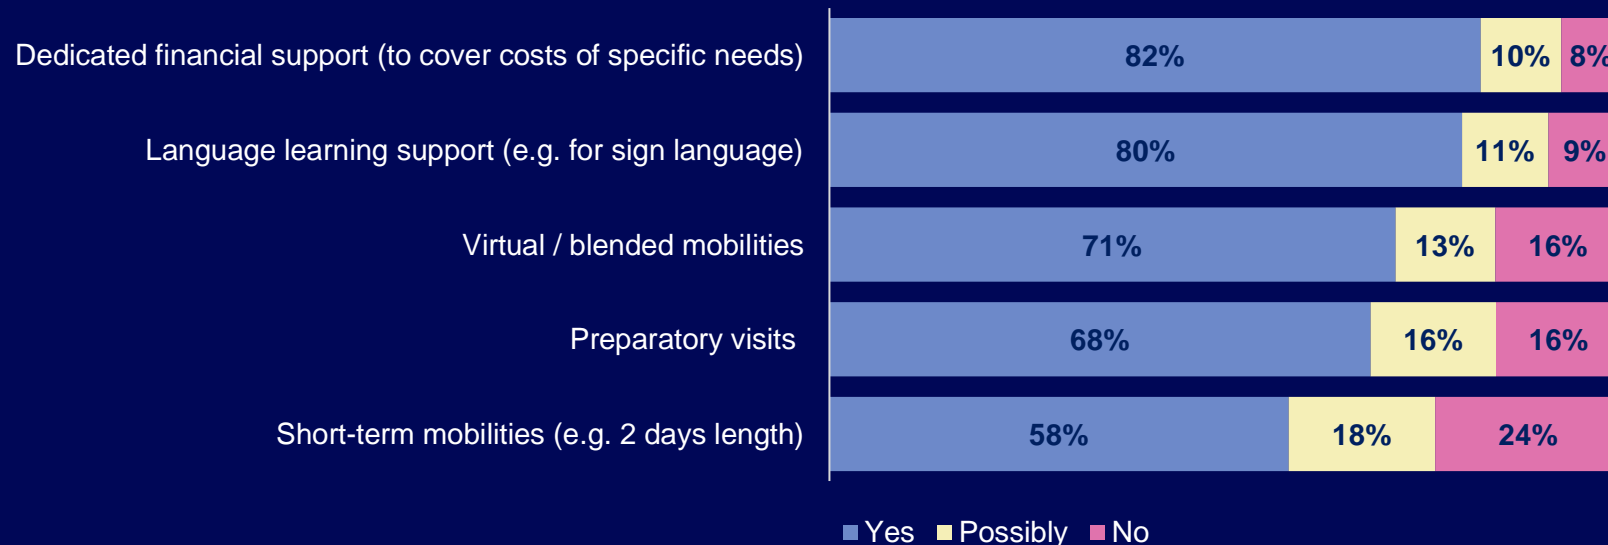 Dedicated financial support (to cover costs of specific needs) 82% 10% 8%
Language learning support (e.g. for sign language) 80% 11% 9%
Virtual / blended mobilities 71% 13% 16%
Preparatory visits 68% 16% 16%
Short-term mobilities (e.g. 2 days length) 58% 18% 24%
Yes Possibly No